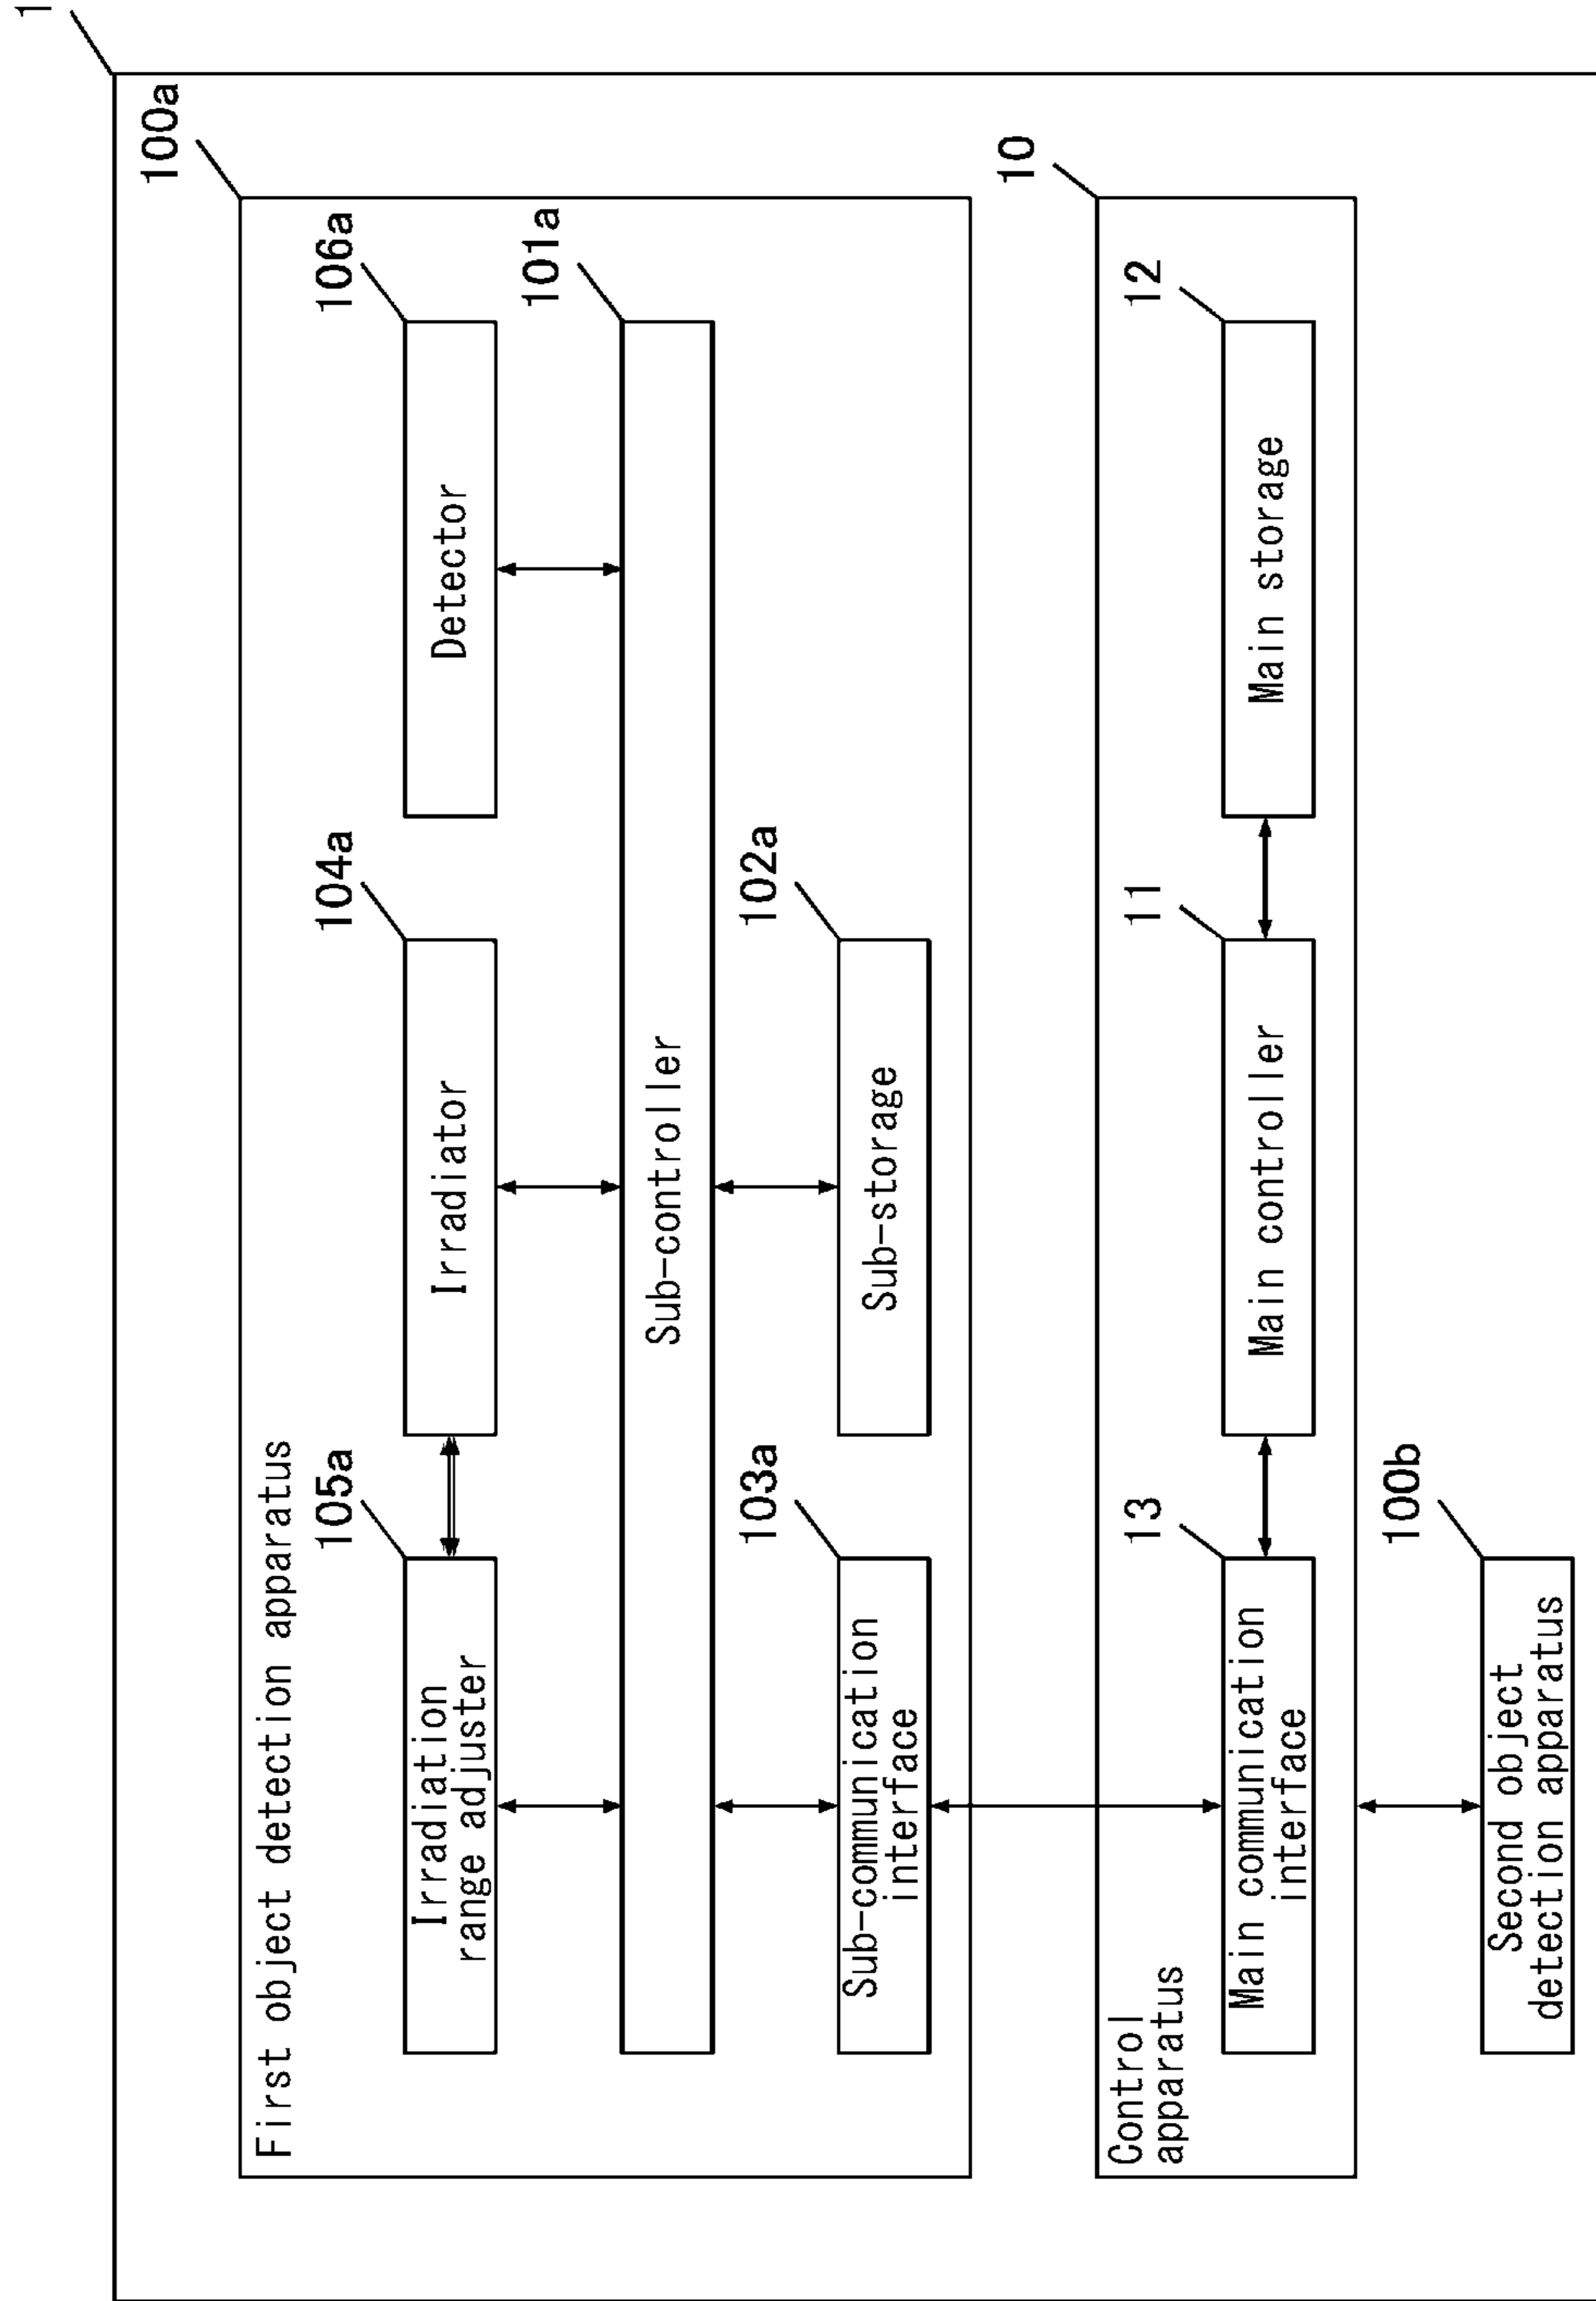 1
100a
First object detection apparatus
105a
104a
106a
Irradiation
range adjuster
Irradiator
Detector
101a
Sub-controller
103a
102a
Sub-communication
interface
Sub-storage
10
Control
apparatus
13
11
12
Main communication
interface
Main controller
Main storage
100b
Second object
detection apparatus